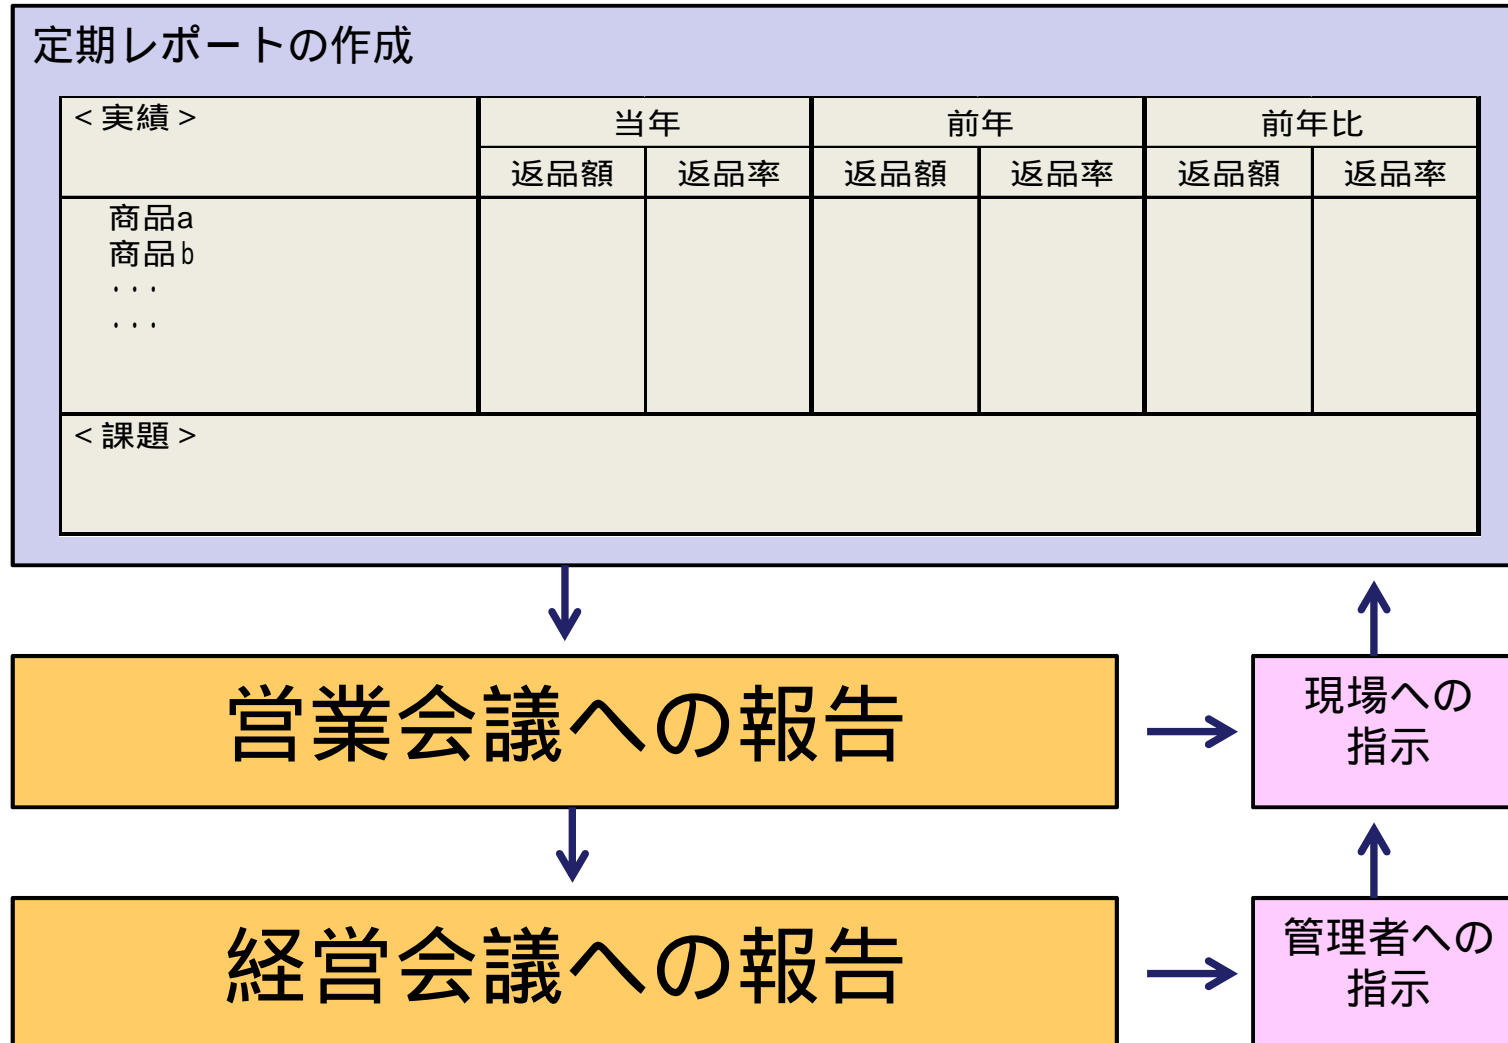 定期レポートの作成
<実績>
当年 前年 前年比
返品額 返品率 返品額 返品率 返品額 返品率
商品a
商品b
・・・
・・・
<課題>
営業会議への報告
現場への
指示
経営会議への報告
管理者への
指示